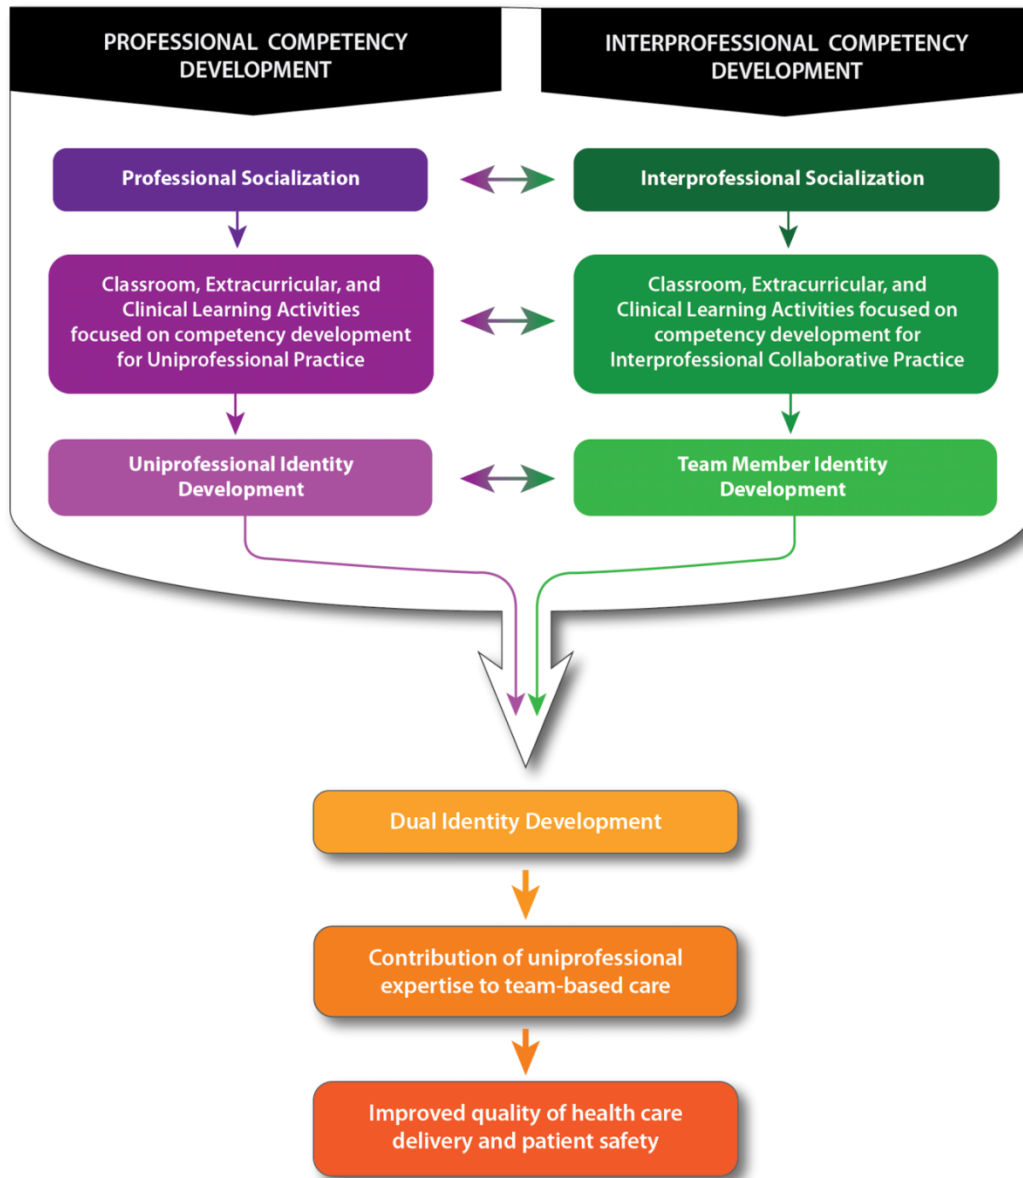 PROFESSIONAL COMPETENCY
DEVELOPMENT
INTERPROFESSIONAL COMPETENCY
DEVELOPMENT
Professional Socialization
Interprofessional Socialization
Classroom, Extracurricular, and
Clinical Learning Activities
focused on competency development
for Uniprofessional Practice
Classroom, Extracurricular, and
Clinical Learning Activities focused on
competency development for
Interprofessional Collaborative Practice
Uniprofessional Identity
Development
Team Member Identity
Development
Dual Identity Development
Contribution of uniprofessional
expertise to team-based care
Improved quality of health care
delivery and patient safety